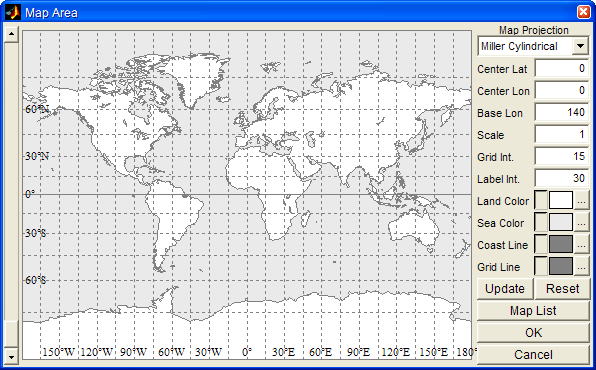 Map Area
Map Projection
Miller Cylindrical
Center Lat 0
Center Lon 0
Base Lon 140
Scale 1
Grid Int. 15
Label Int. 30
Land Color ...
Sea Color ...
Coast Line ...
Grid Line ...
Update Reset
Map List
OK
Cancel
60°N
30°N
0°
30°S
60°S
150°W 120°W 90°W 60°W 30°W 0° 30°E 60°E 90°E 120°E 150°E 180°